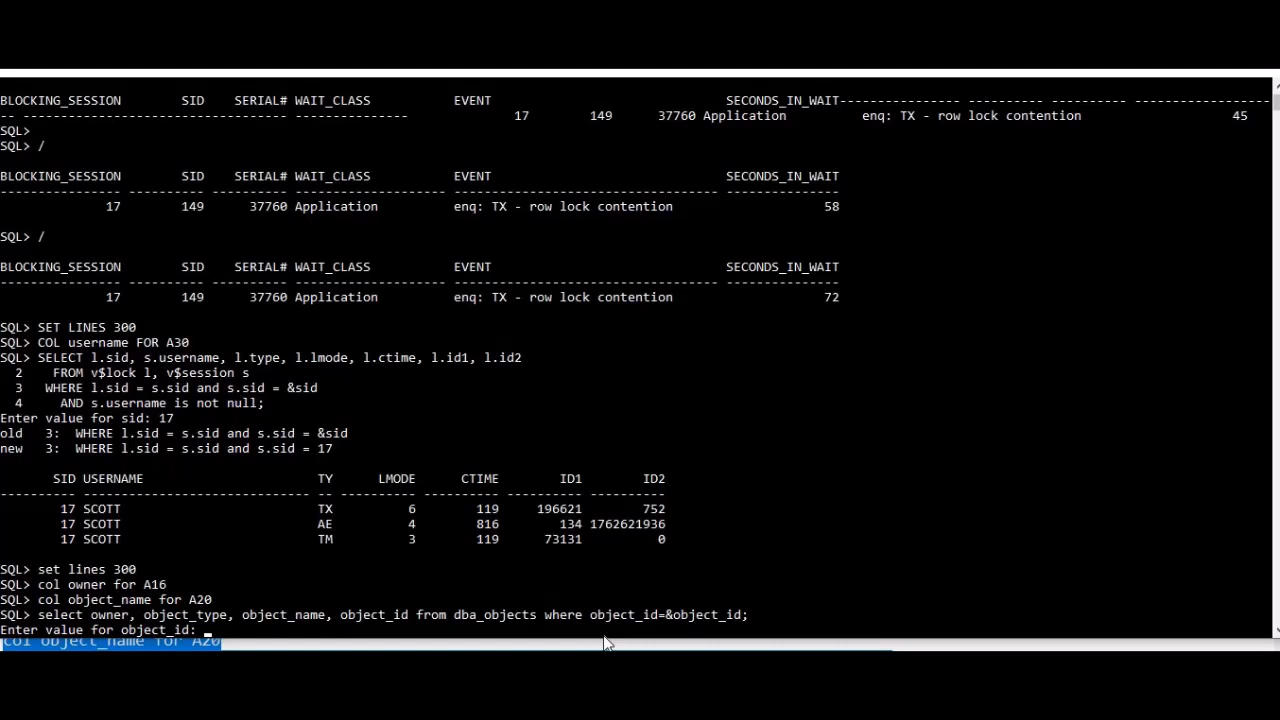 BLOCKING_SESSION        SID    SERIAL# WAIT_CLASS           EVENT                               SECONDS_IN_WAIT---------------- ---------- ---------- ------------------
-- ----------------------------------- ---------------               17        149      37760 Application          enq: TX - row lock contention                    45
SQL>
SQL> /
BLOCKING_SESSION        SID    SERIAL# WAIT_CLASS           EVENT                               SECONDS_IN_WAIT
---------------- ---------- ---------- -------------------- ----------------------------------- ---------------
              17        149      37760 Application          enq: TX - row lock contention                    58
SQL> /
BLOCKING_SESSION        SID    SERIAL# WAIT_CLASS           EVENT                               SECONDS_IN_WAIT
---------------- ---------- ---------- -------------------- ----------------------------------- ---------------
              17        149      37760 Application          enq: TX - row lock contention                    72
SQL> SET LINES 300
SQL> COL username FOR A30
SQL> SELECT l.sid, s.username, l.type, l.lmode, l.ctime, l.id1, l.id2
  2    FROM v$lock l, v$session s
  3   WHERE l.sid = s.sid and s.sid = &sid
  4     AND s.username is not null;
Enter value for sid: 17
old   3:  WHERE l.sid = s.sid and s.sid = &sid
new   3:  WHERE l.sid = s.sid and s.sid = 17
       SID USERNAME                       TY      LMODE      CTIME        ID1        ID2
---------- ------------------------------ -- ---------- ---------- ---------- ----------
        17 SCOTT                          TX          6        119     196621        752
        17 SCOTT                          AE          4        816        134 1762621936
        17 SCOTT                          TM          3        119      73131          0
SQL> set lines 300
SQL> col owner for A16
SQL> col object_name for A20
SQL> select owner, object_type, object_name, object_id from dba_objects where object_id=&object_id;
Enter value for object_id:
col object_name for A20